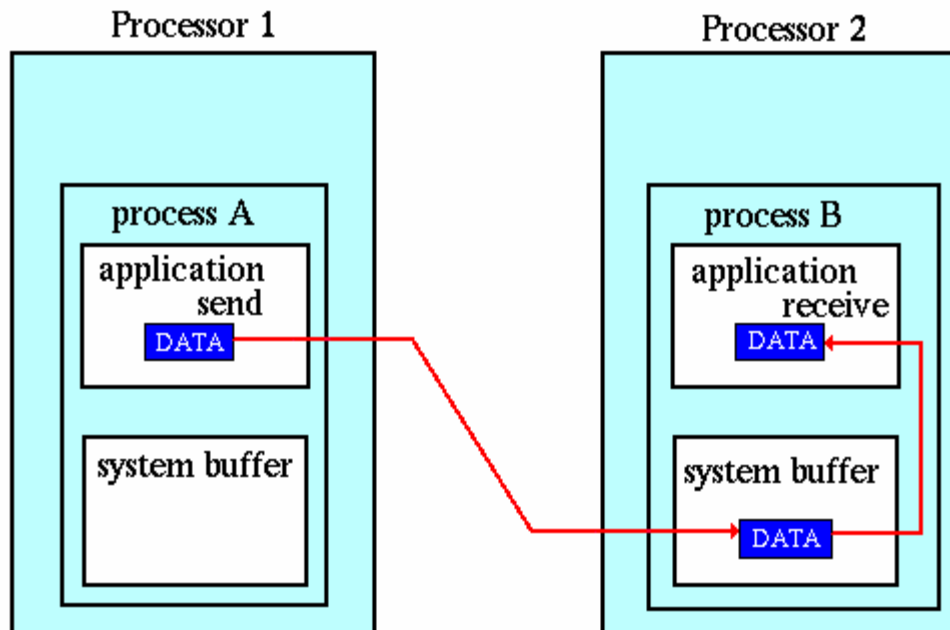 Processor 1
process A
application
send
DATA
system buffer
Processor 2
process B
application
receive
DATA
system buffer
DATA